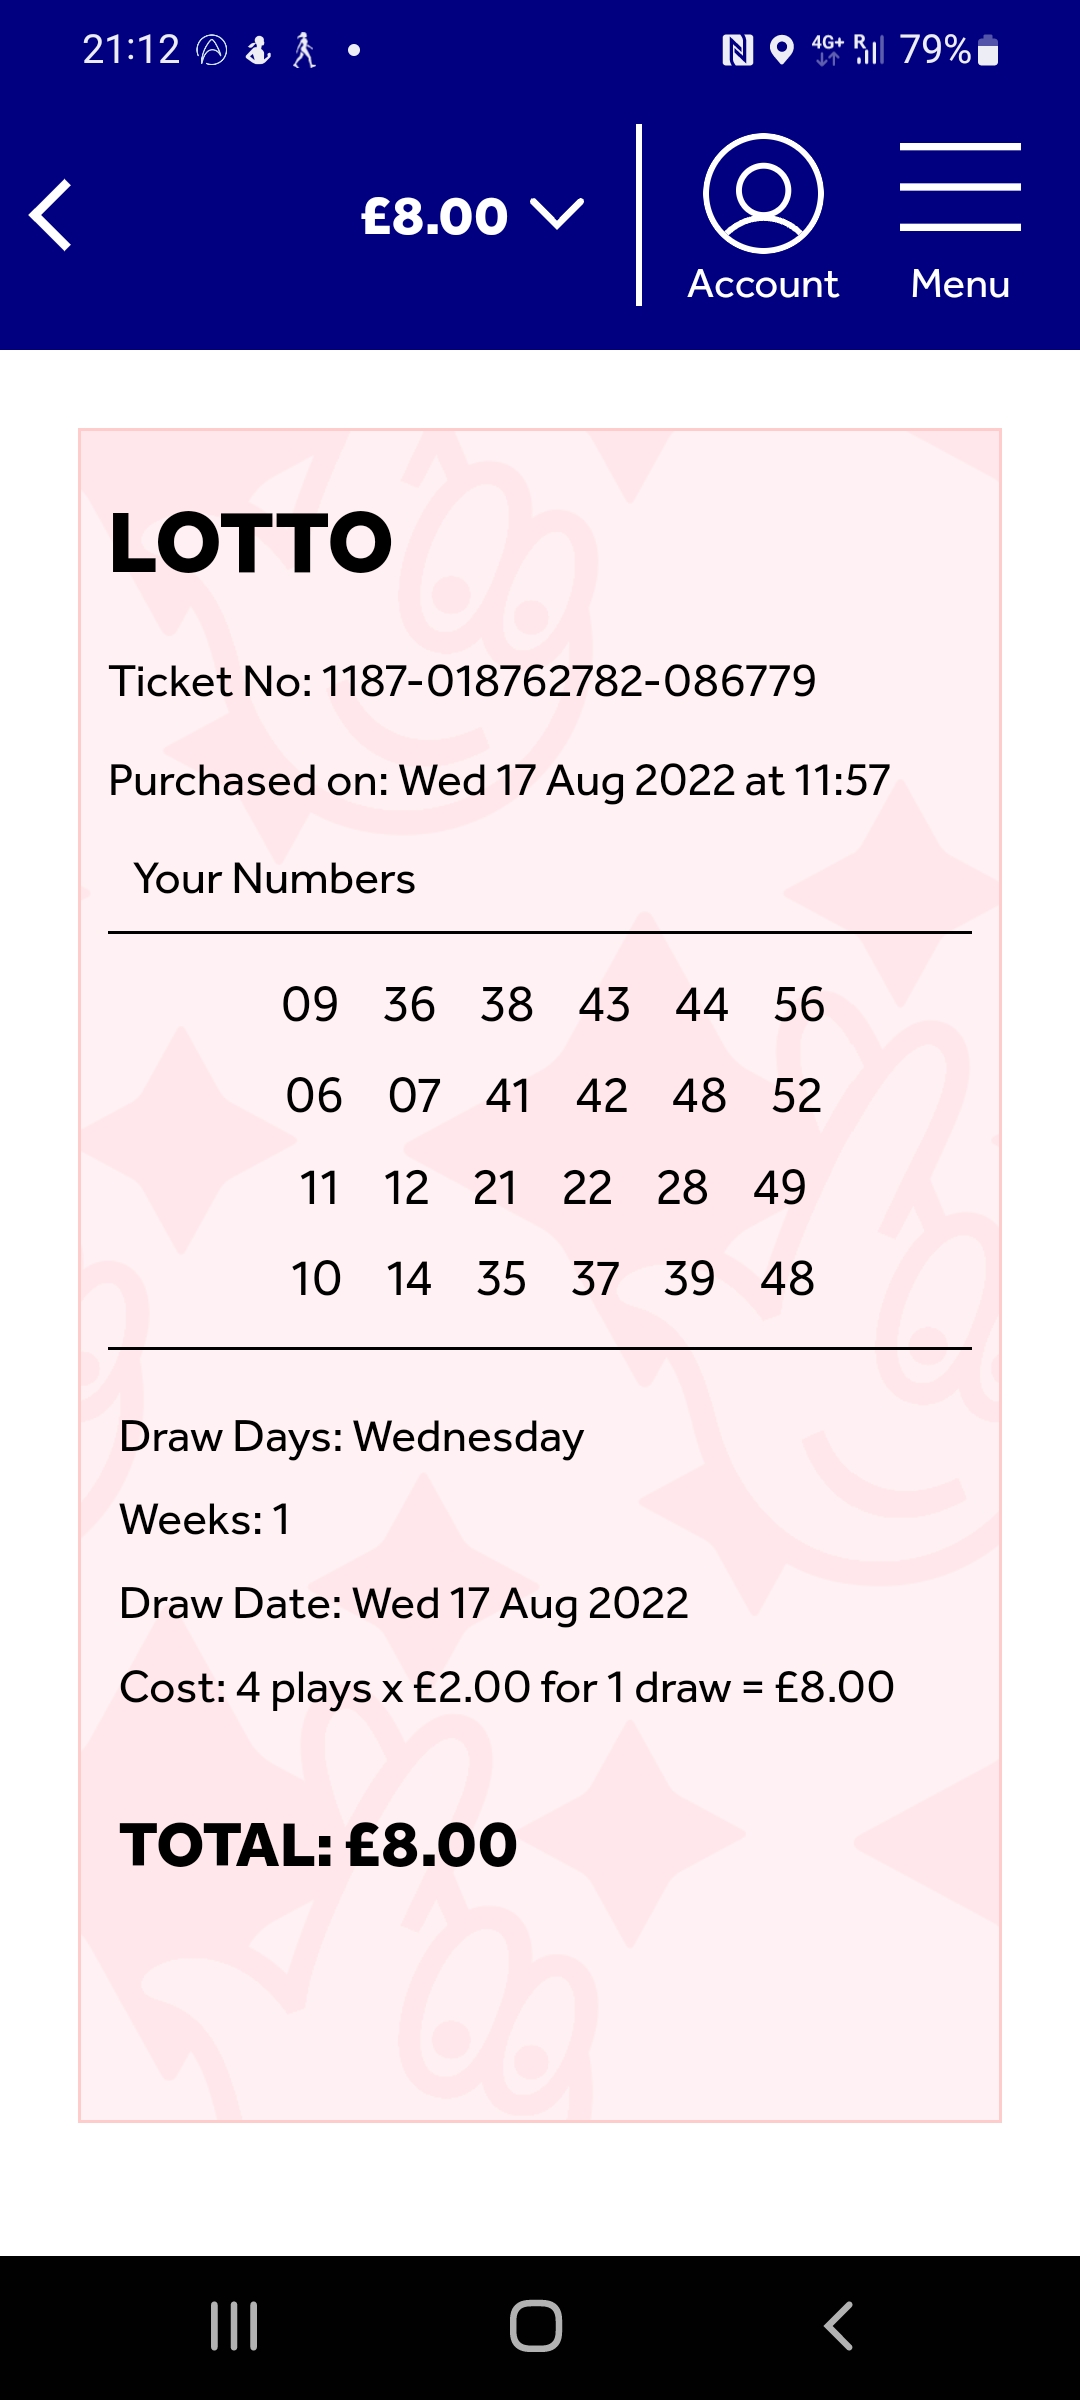 21:12
4G+ R 79%
£8.00
Account Menu
LOTTO
Ticket No: 1187-018762782-086779
Purchased on: Wed 17 Aug 2022 at 11:57
Your Numbers
09 36 38 43 44 56
06 07 41 42 48 52
11 12 21 22 28 49
10 14 35 37 39 48
Draw Days: Wednesday
Weeks: 1
Draw Date: Wed 17 Aug 2022
Cost: 4 plays x £2.00 for 1 draw = £8.00
TOTAL: £8.00